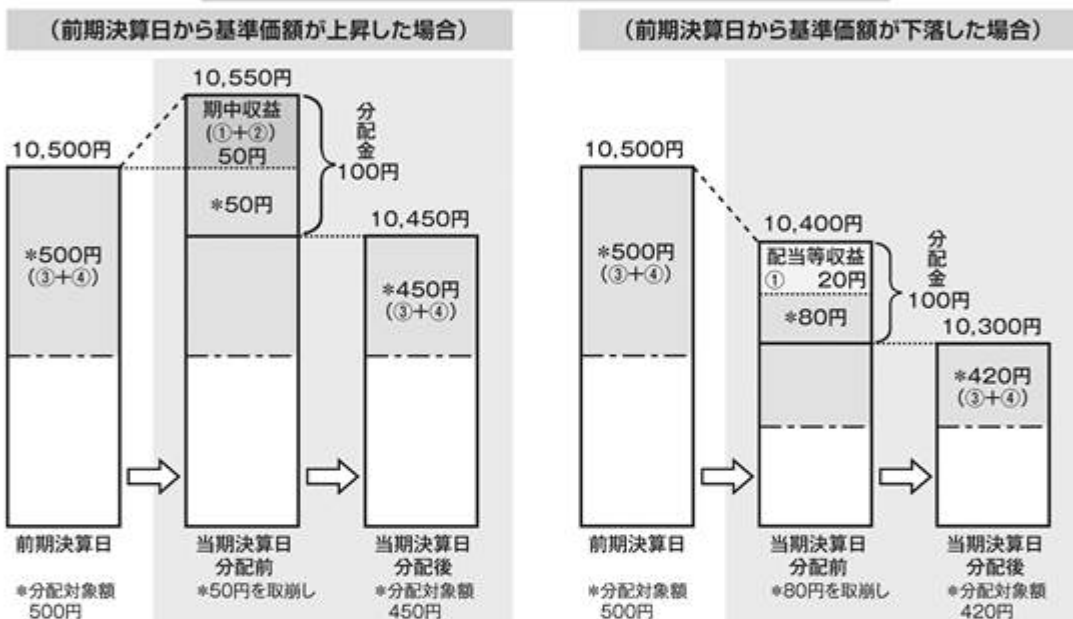 （前期決算日から基準価額が上昇した場合）
10,550円
期中収益
（①＋②）
50円
分配金
100円
10,500円
＊50円
10,450円
＊500円
（③＋④）
＊450円
（③＋④）
前期決算日
当期決算日
分配前
当期決算日
分配後
＊分配対象額
500円
＊50円を取崩し
＊分配対象額
450円
（前期決算日から基準価額が下落した場合）
10,500円
＊500円
（③＋④）
10,400円
配当等収益
① 20円
＊80円
分配金
100円
10,300円
＊420円
（③＋④）
前期決算日
当期決算日
分配前
当期決算日
分配後
＊分配対象額
500円
＊80円を取崩し
＊分配対象額
420円